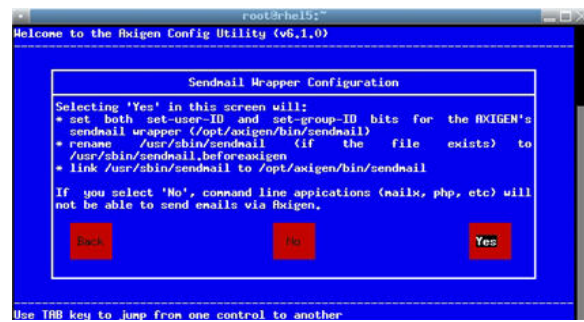 root@rhel5:~
Welcome to the Axigen Config Utility (v6.1.0)
Sendmail Wrapper Configuration
Selecting 'Yes' in this screen will:
* set both set-user-ID and set-group-ID bits for the AXIGEN's
sendmail wrapper (/opt/axigen/bin/sendmail)
* rename /usr/sbin/sendmail (if the file exists) to
/usr/sbin/sendmail.beforeaxigen
* link /usr/sbin/sendmail to /opt/axigen/bin/sendmail
If you select 'No', command line appications (mailx, php, etc) will
not be able to send emails via Axigen.
Back No Yes
Use TAB key to jump from one control to another